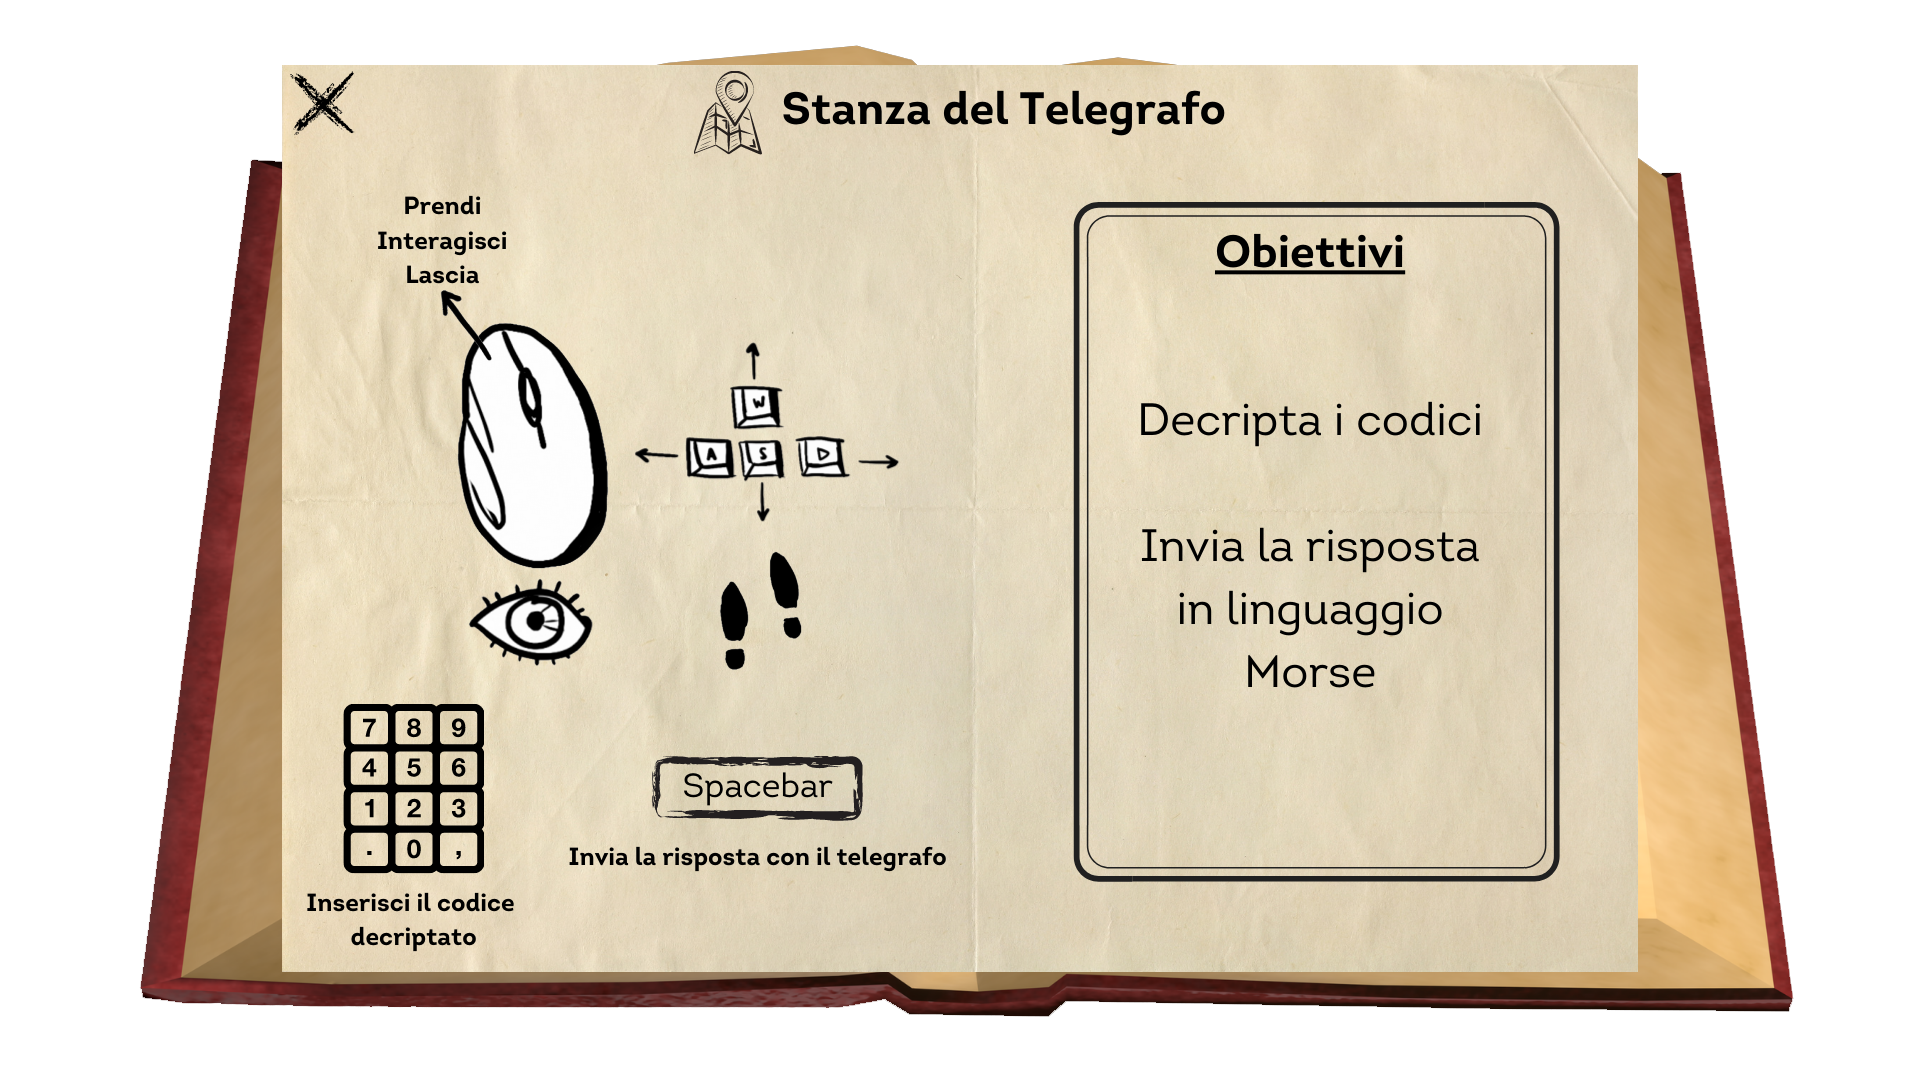 Stanza del Telegrafo
Prendi
Interagisci
Lascia
W
A S D
7 8 9
4 5 6
1 2 3
. 0 ,
Inserisci il codice
decriptato
Spacebar
Invia la risposta con il telegrafo
Obiettivi
Decripta i codici
Invia la risposta
in linguaggio
Morse